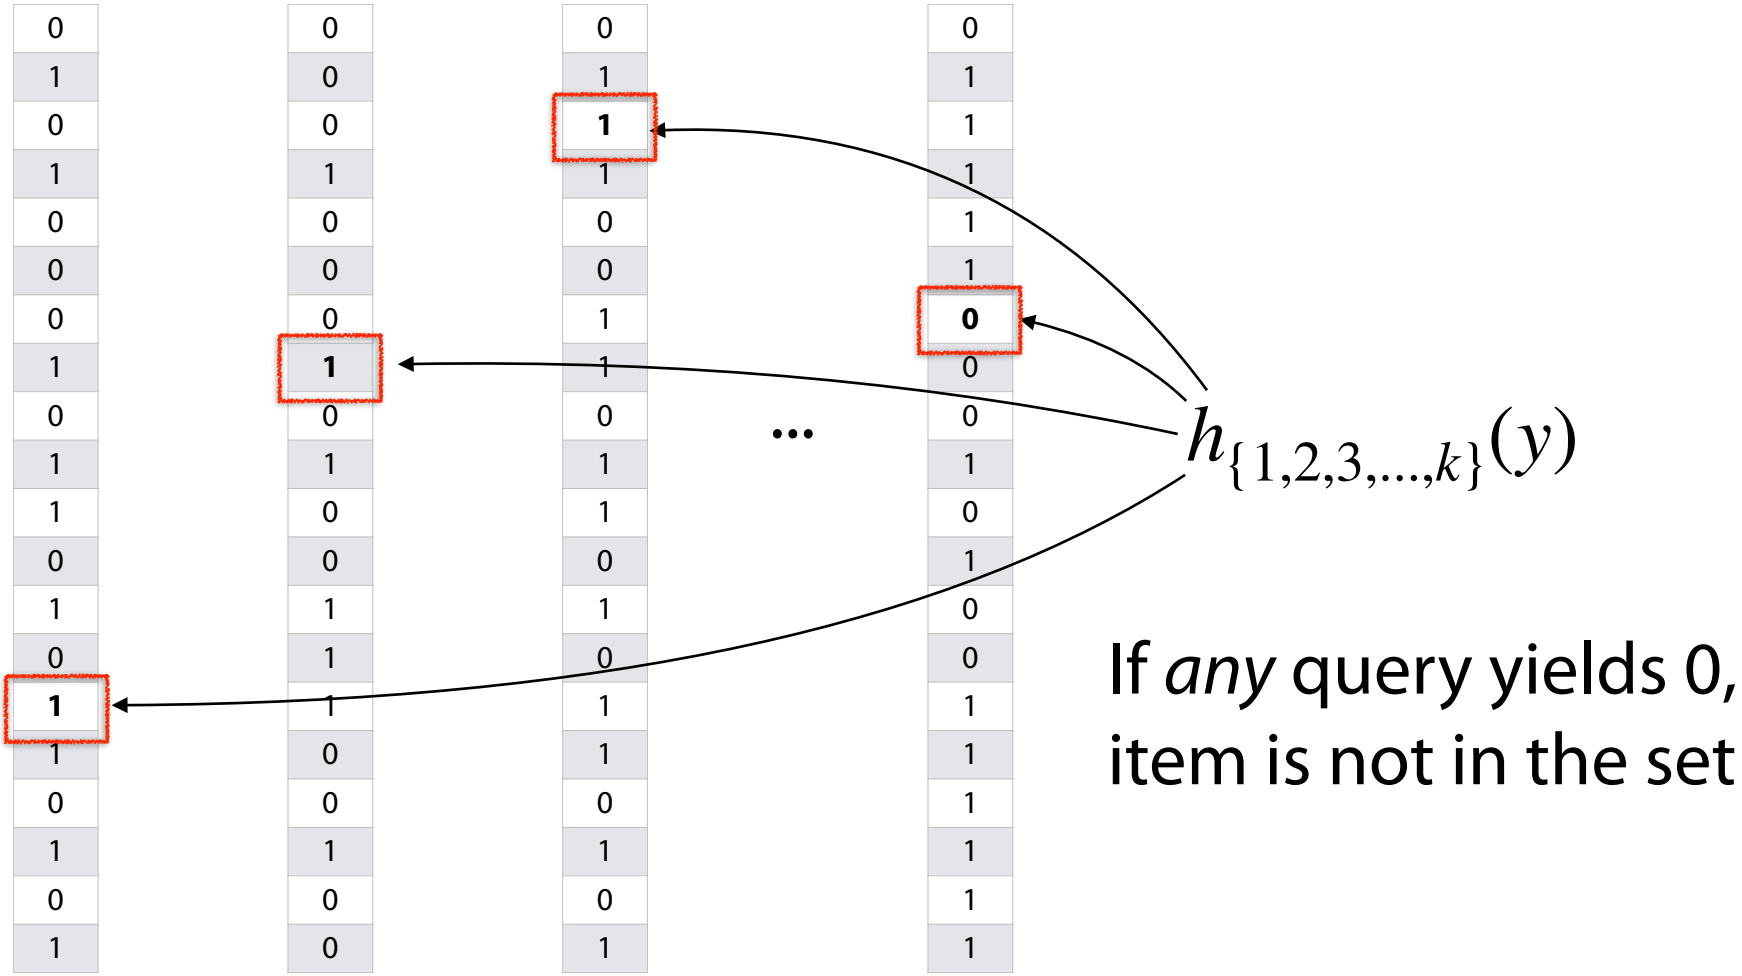 0 0 0 0
1 0 1 1
0 0 1 1
1 1 1 1
0 0 0 1
0 0 0 1
0 0 1 0
1 1 1 0
0 0 0 ... 0
1 1 1 1
h_{1,2,3,...,k}(y)
1 0 1 0
0 0 0 1
1 1 1 0
0 1 0 0
If any query yields 0,
1 1 1 1
1 0 1 1
item is not in the set
0 0 0 1
1 1 1 1
0 0 0 1
1 0 1 1